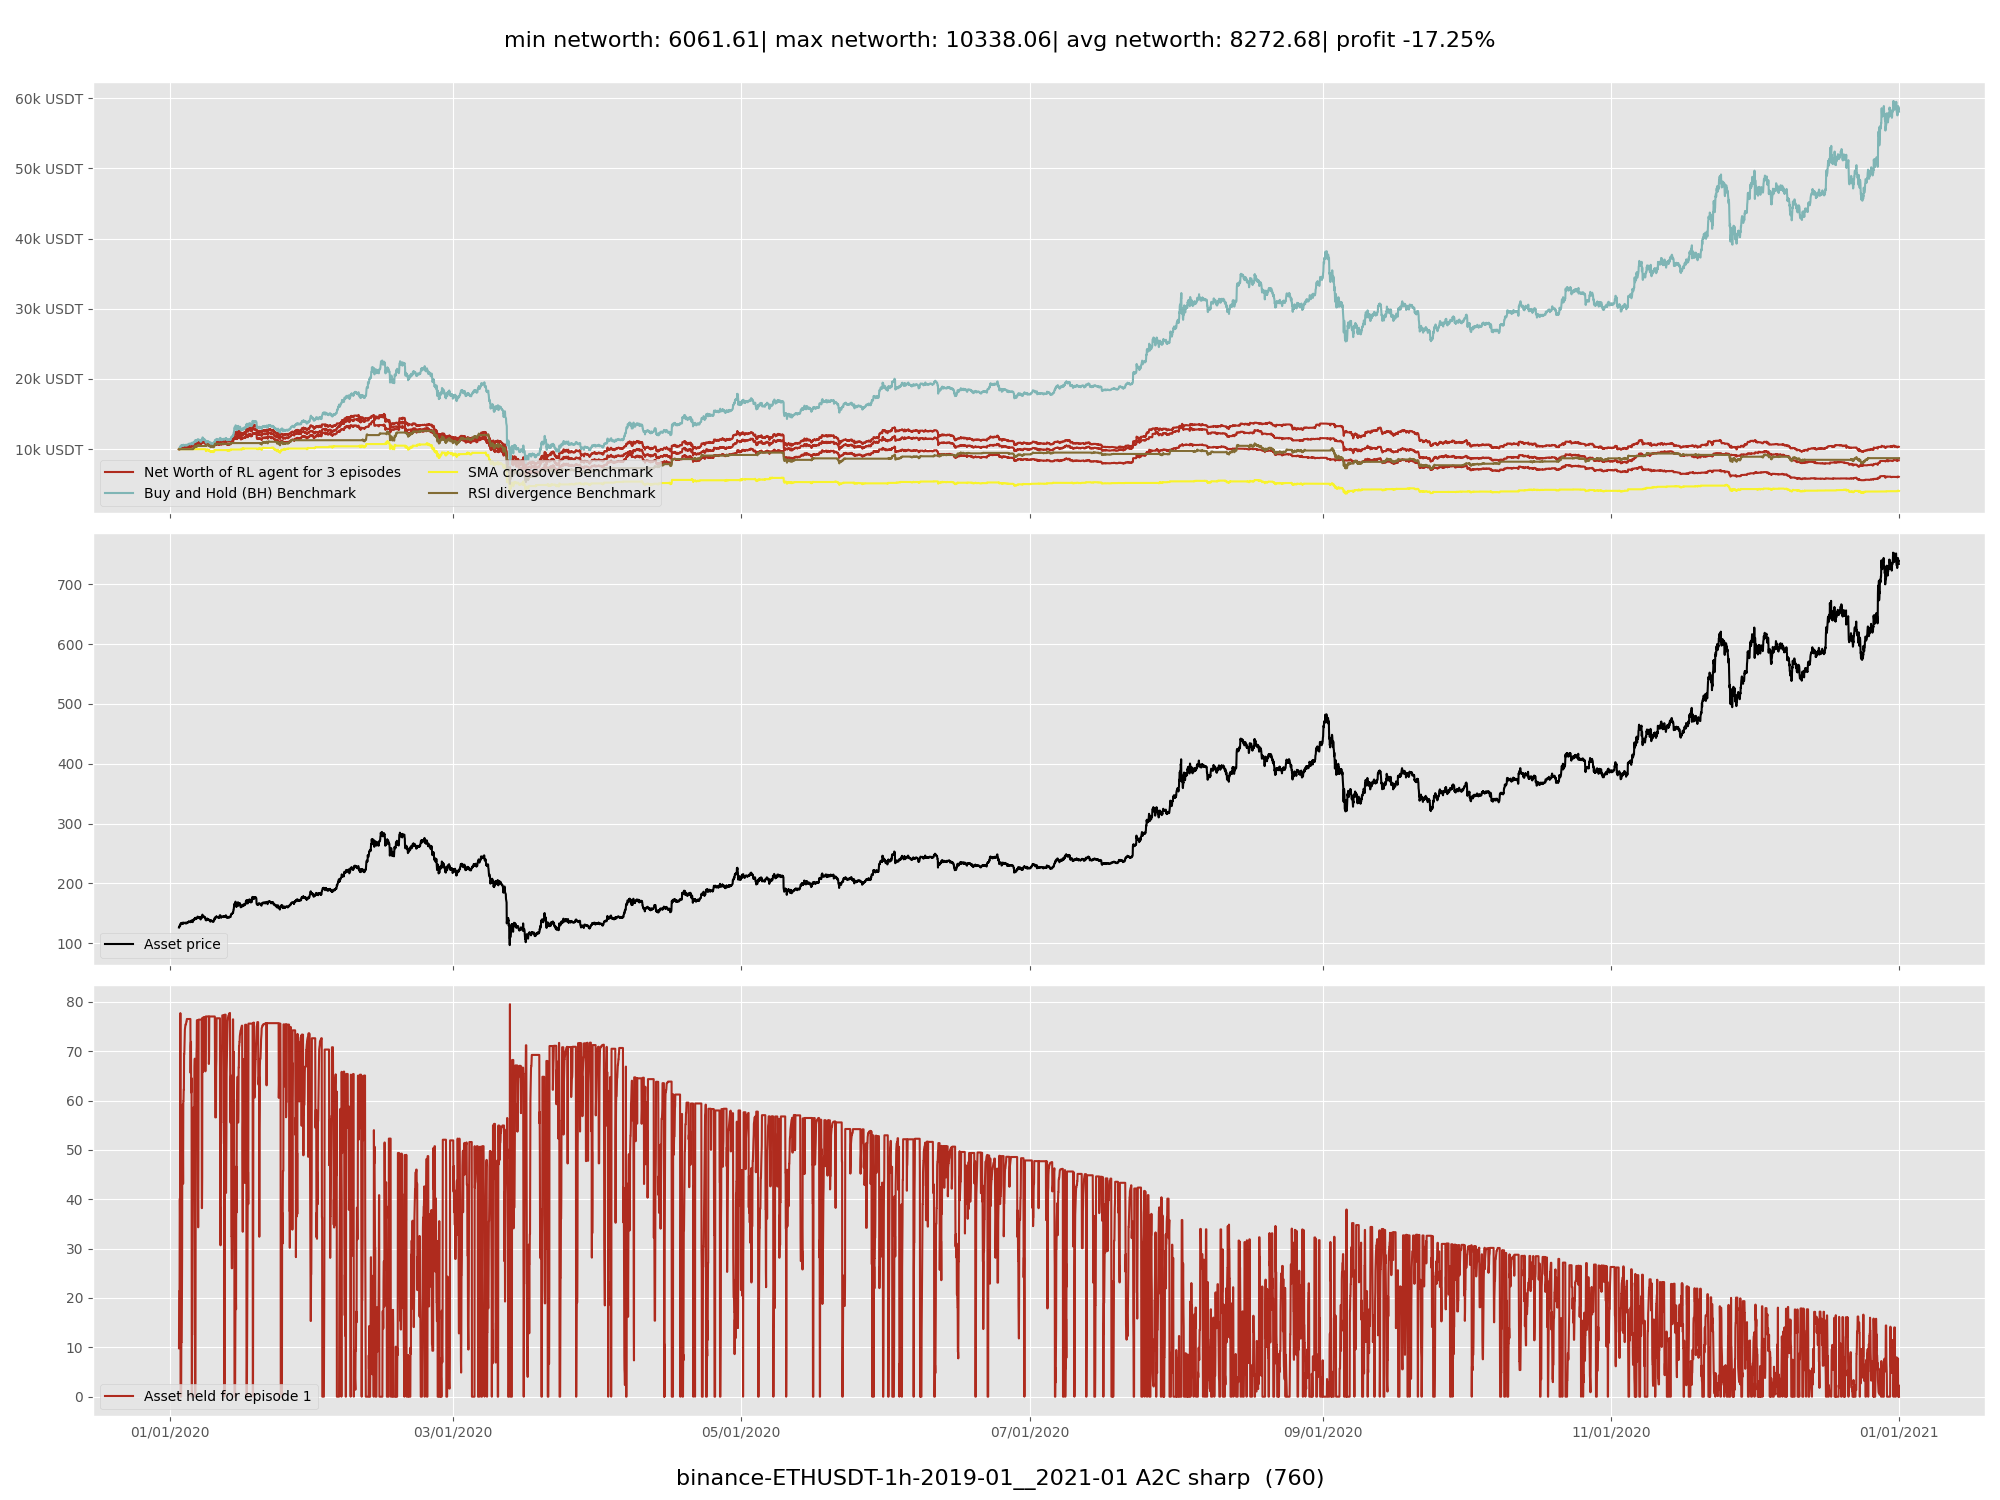 min networth: 6061.61| max networth: 10338.06| avg networth: 8272.68| profit -17.25%
60k USDT
50k USDT
40k USDT
30k USDT
20k USDT
10k USDT
Net Worth of RL agent for 3 episodes
Buy and Hold (BH) Benchmark
SMA crossover Benchmark
RSI divergence Benchmark
700
600
500
400
300
200
100
Asset price
80
70
60
50
40
30
20
10
0
Asset held for episode 1
01/01/2020 03/01/2020 05/01/2020 07/01/2020 09/01/2020 11/01/2020 01/01/2021
binance-ETHUSDT-1h-2019-01__2021-01 A2C sharp (760)